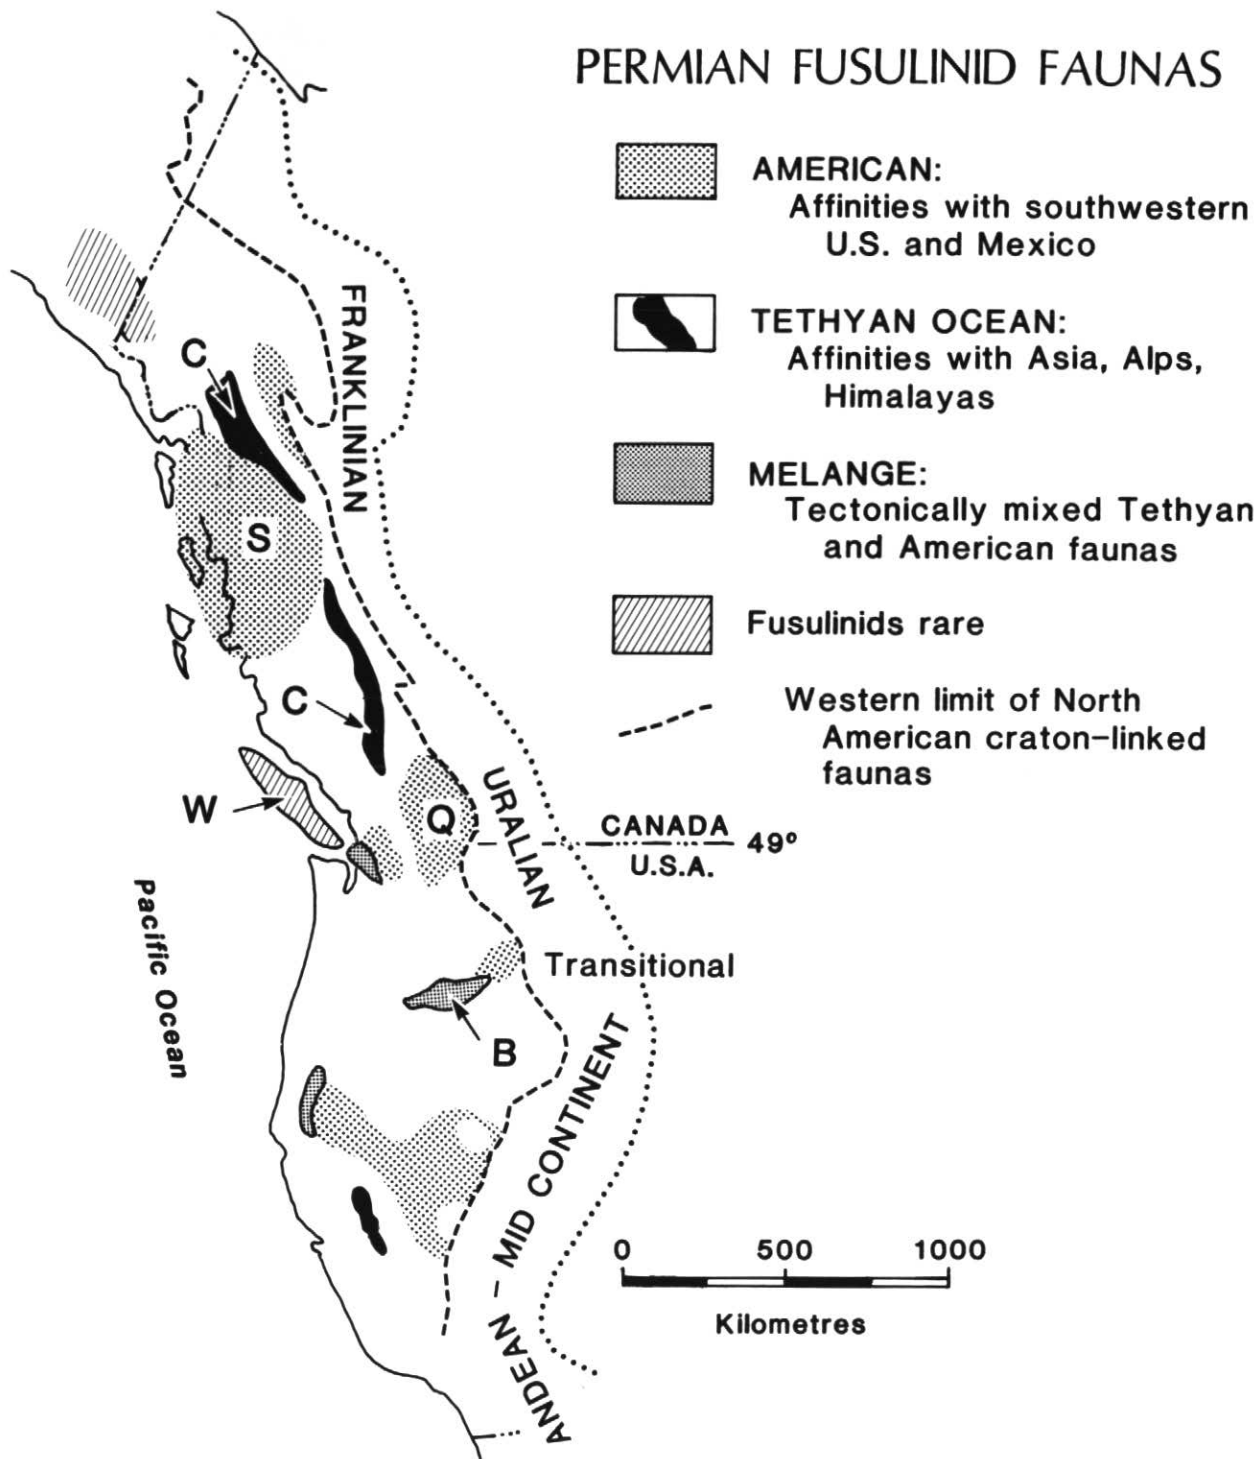 PERMIAN FUSULINID FAUNAS
AMERICAN:
Affinities with southwestern
U.S. and Mexico
TETHYAN OCEAN:
Affinities with Asia, Alps,
Himalayas
MELANGE:
Tectonically mixed Tethyan
and American faunas
Fusulinids rare
Western limit of North
American craton-linked
faunas
FRANKLINIAN
C
S
C
W
Q
URALIAN
CANADA
49°
U.S.A.
Pacific Ocean
Transitional
B
ANDEAN – MID CONTINENT
0 500 1000
Kilometres